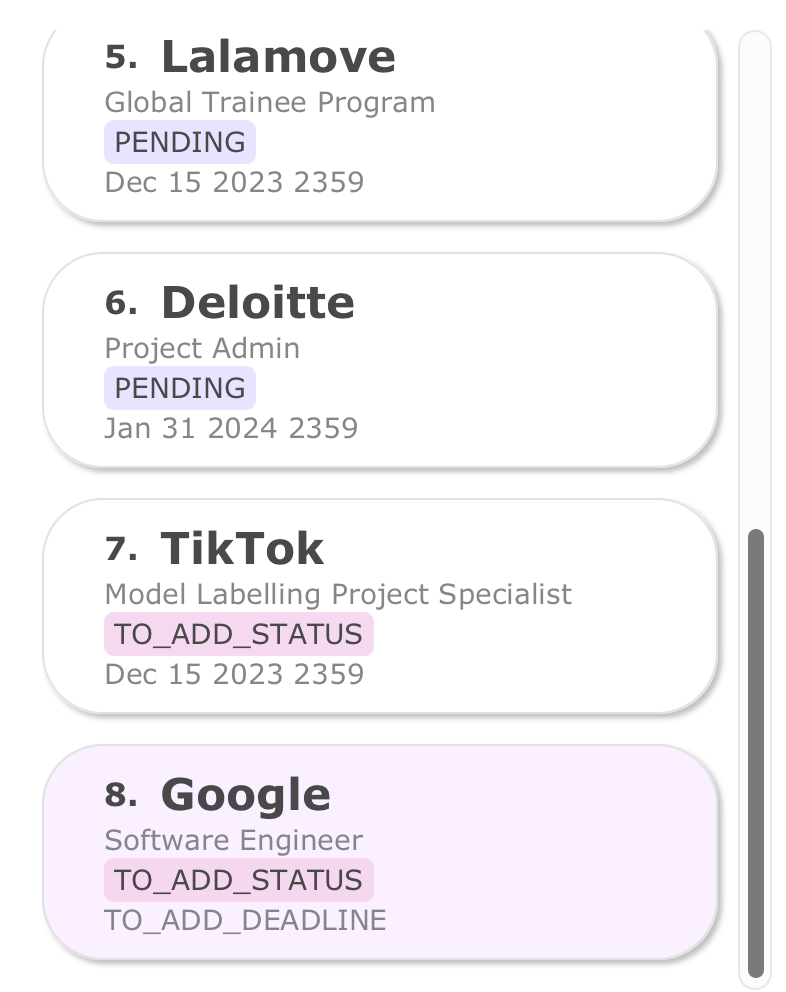 5. Lalamove
Global Trainee Program
PENDING
Dec 15 2023 2359
6. Deloitte
Project Admin
PENDING
Jan 31 2024 2359
7. TikTok
Model Labelling Project Specialist
TO_ADD_STATUS
Dec 15 2023 2359
8. Google
Software Engineer
TO_ADD_STATUS
TO_ADD_DEADLINE